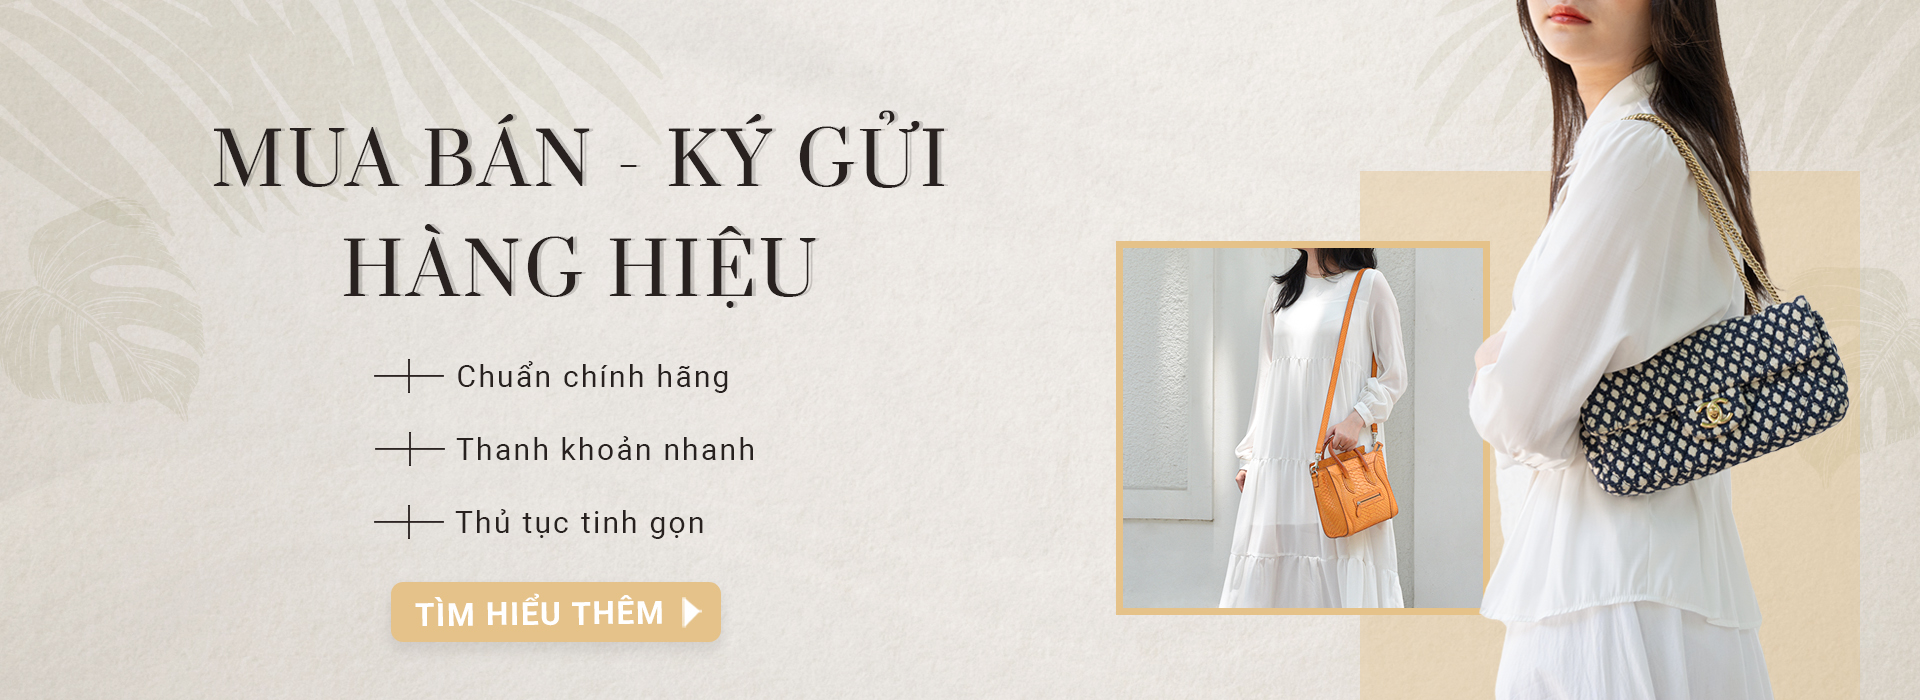 MUA BÁN - KÝ GỬI
HÀNG HIỆU
Chuẩn chính hãng
Thanh khoản nhanh
Thủ tục tinh gọn
TÌM HIỂU THÊM